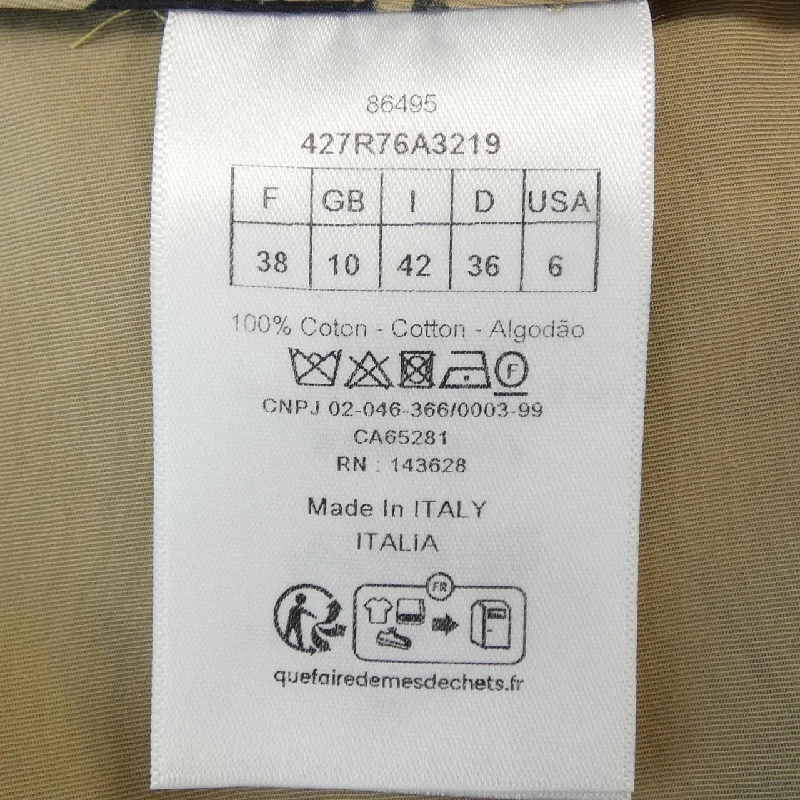 86495
427R76A3219
F GB I D USA
38 10 42 36 6
100% Coton - Cotton - Algodão
F
CNPJ 02-046-366/0003-99
CA65281
RN : 143628
Made In ITALY
ITALIA
FR
quefairedemesdechets.fr